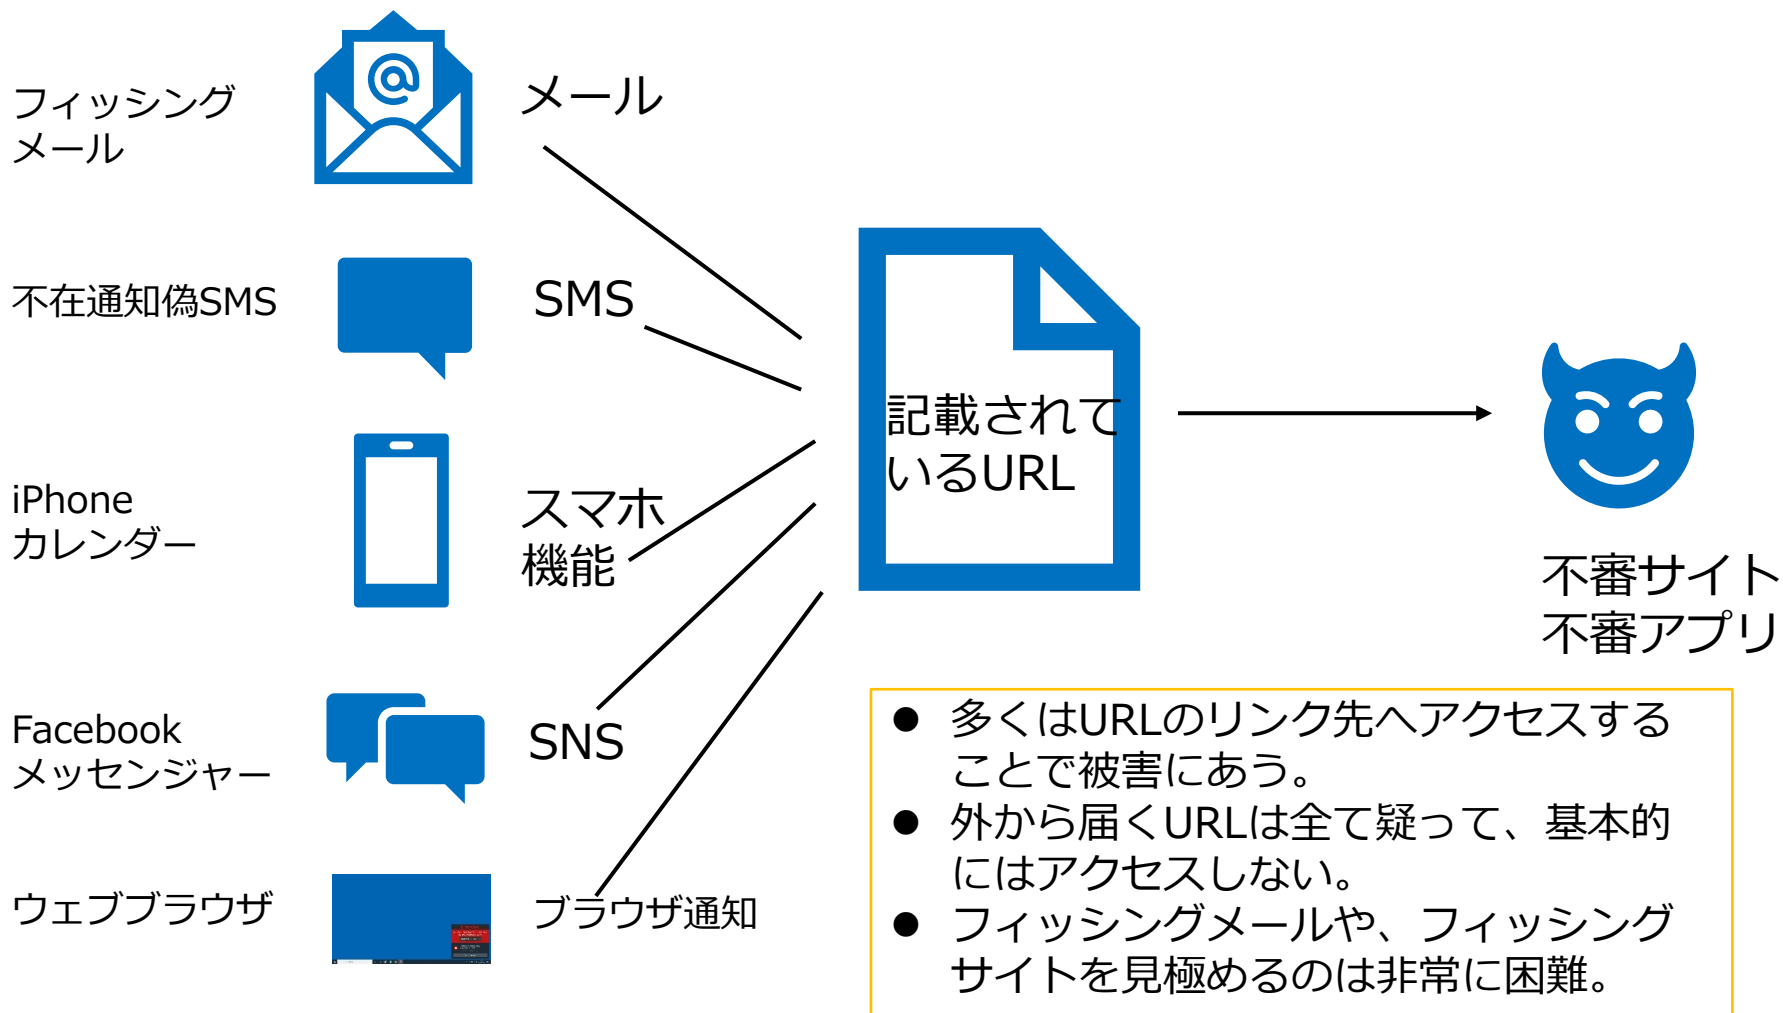 フィッシング
メール
メール
不在通知偽SMS
SMS
iPhone
カレンダー
スマホ
機能
Facebook
メッセンジャー
SNS
ウェブブラウザ
ブラウザ通知
記載されて
いるURL
不審サイト
不審アプリ
● 多くはURLのリンク先へアクセスする
ことで被害にあう。
● 外から届くURLは全て疑って、基本的
にはアクセスしない。
● フィッシングメールや、フィッシング
サイトを見極めるのは非常に困難。